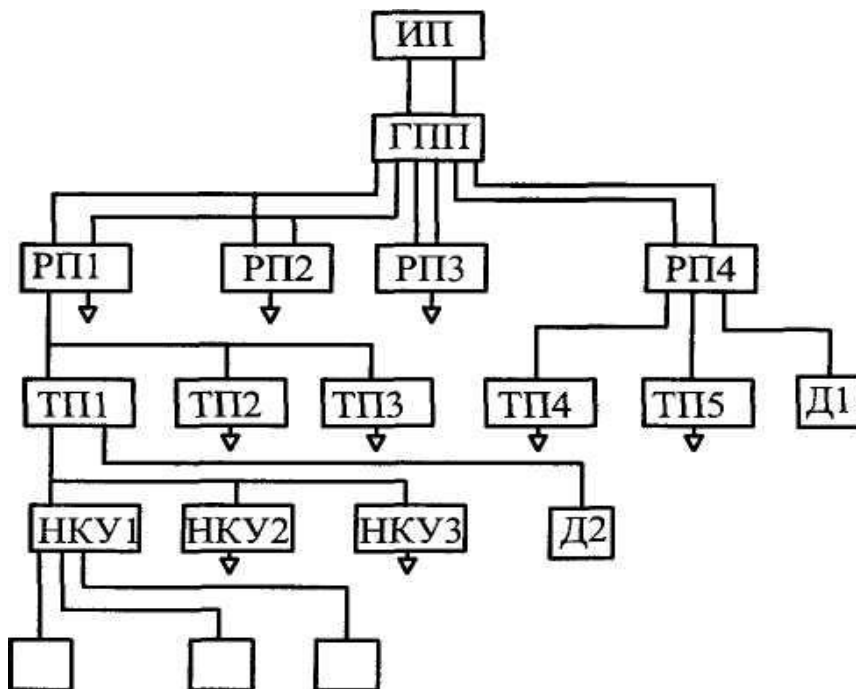 ИП
ГПП
РП1 РП2 РП3 РП4
ТП1 ТП2 ТП3 ТП4 ТП5 Д1
НКУ1 НКУ2 НКУ3 Д2